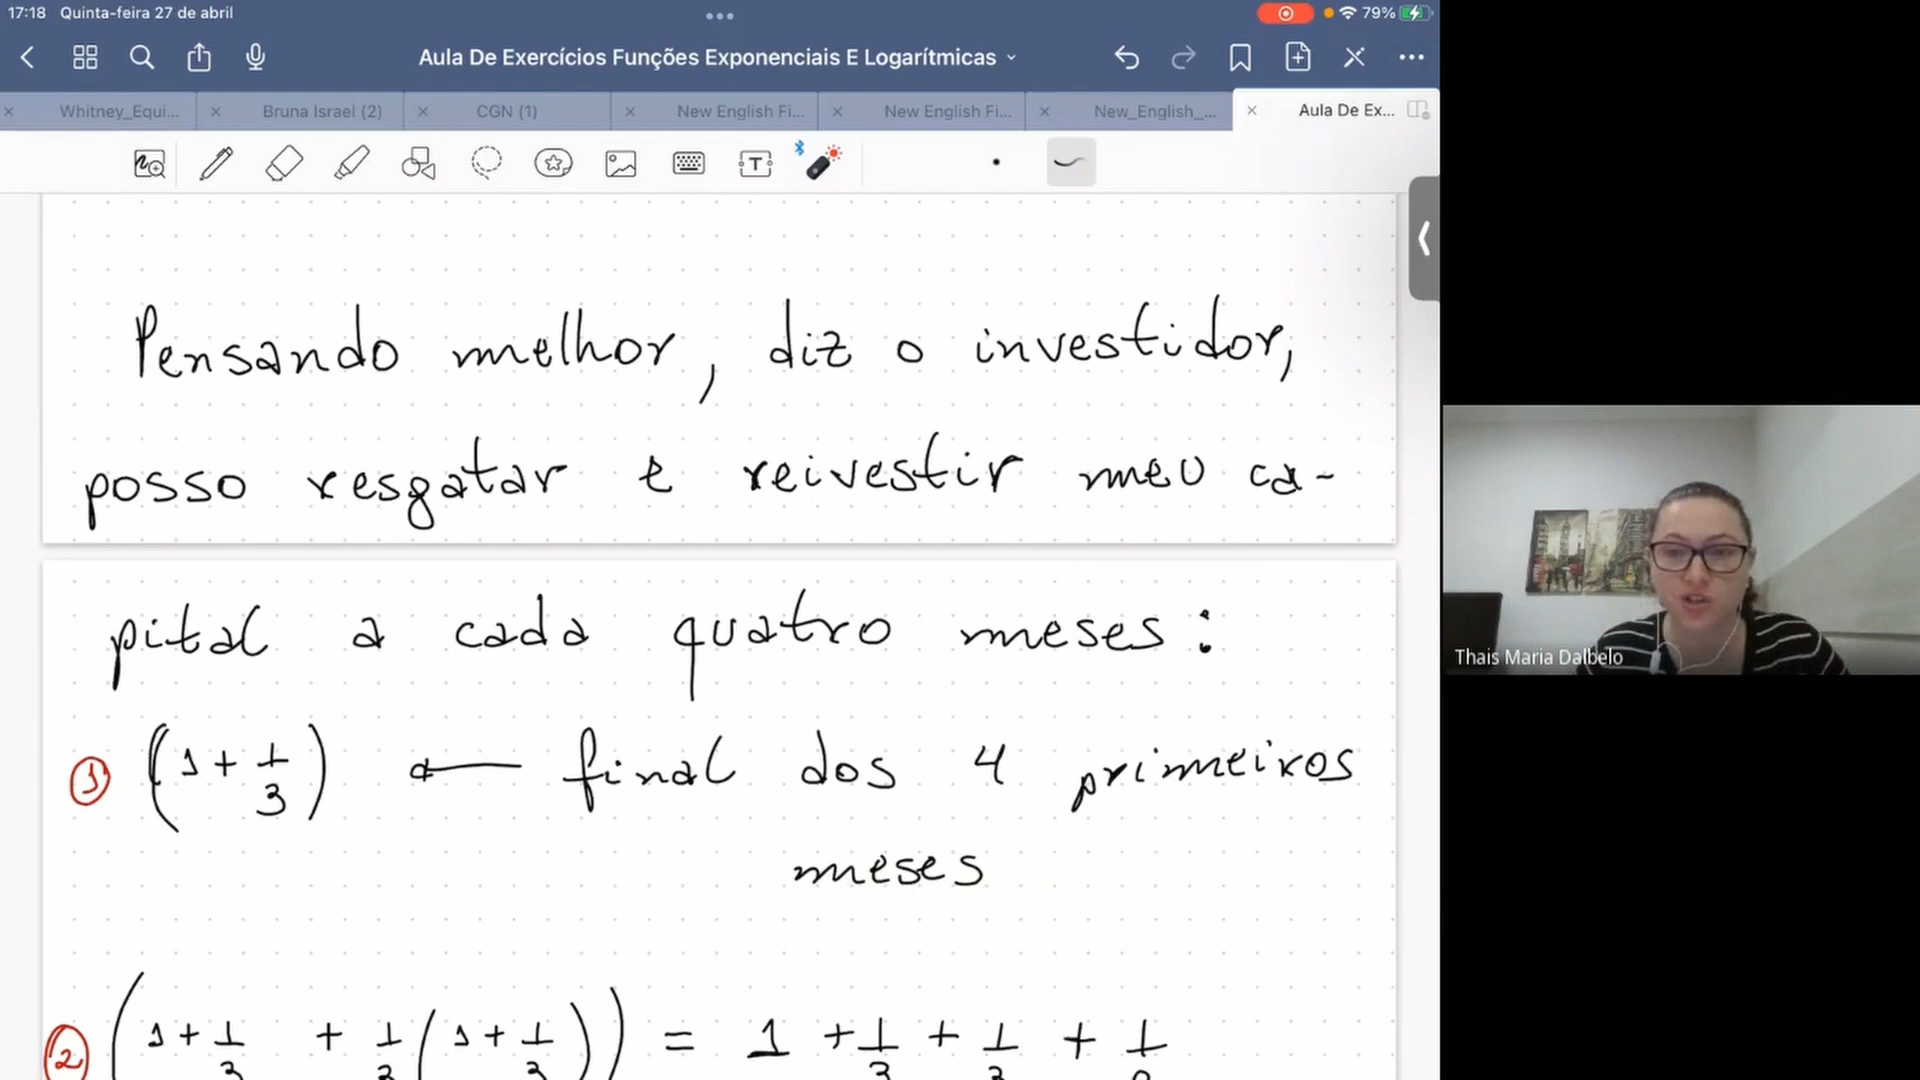 17:18 Quinta-feira 27 de abril
79%
Aula De Exercícios Funções Exponenciais E Logarítmicas
Whitney_Equi...
Bruna Israel (2)
CGN (1)
New English Fi...
New English Fi...
New_English_...
Aula De Ex...
Pensando melhor, diz o investidor,
posso resgatar e reivestir meu ca-
pital a cada quatro meses:
① (1 + 1/3) ← final dos 4 primeiros
meses
② (1 + 1/3 + 1/3 (1 + 1/3)) = 1 + 1/3 + 1/3 + 1/9
Thais Maria Dalbelo